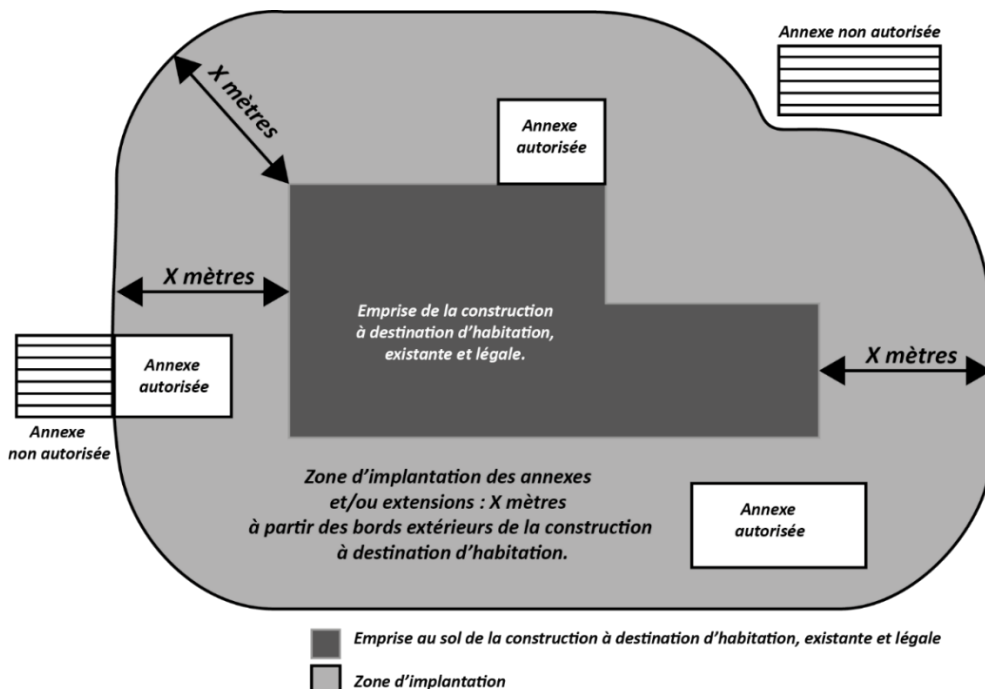 Annexe non autorisée
X mètres
Annexe
autorisée
X mètres
Emprise de la construction
à destination d'habitation,
existante et légale.
X mètres
Annexe
autorisée
Annexe
non autorisée
Zone d'implantation des annexes
et/ou extensions : X mètres
à partir des bords extérieurs de la construction
à destination d'habitation.
Annexe
autorisée
Emprise au sol de la construction à destination d'habitation, existante et légale
Zone d'implantation